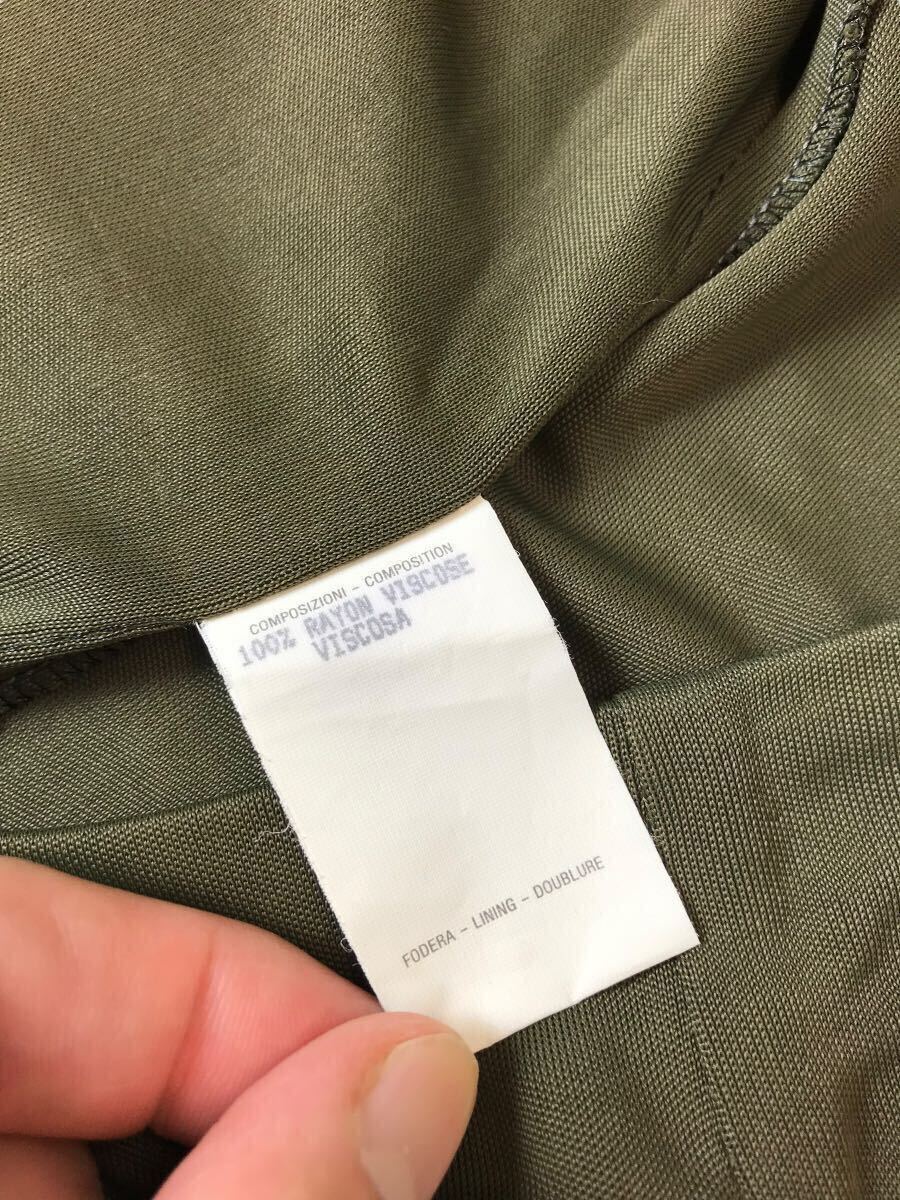 COMPOSIZIONI - COMPOSITION
100% RAYON VISCOSE
VISCOSA
FODERA - LINING - DOUBLURE